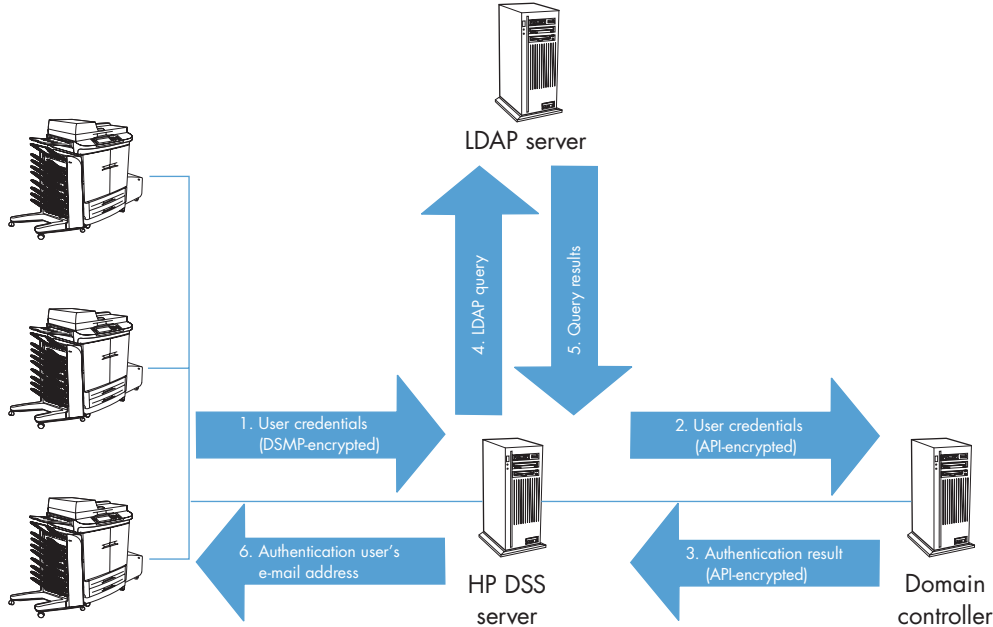 LDAP server
4. LDAP query
5. Query results
1. User credentials
(DSMP-encrypted)
2. User credentials
(API-encrypted)
6. Authentication user’s
e-mail address
3. Authentication result
(API-encrypted)
HP DSS
server
Domain
controller